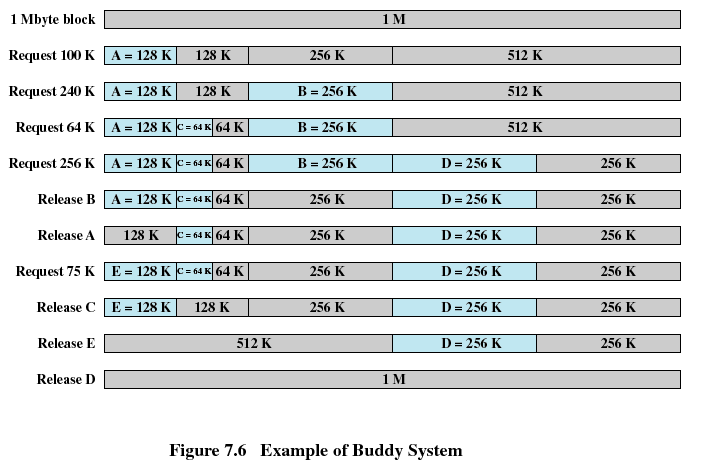 1 Mbyte block 1 M
Request 100 K A = 128 K 128 K 256 K 512 K
Request 240 K A = 128 K 128 K B = 256 K 512 K
Request 64 K A = 128 K C = 64 K 64 K B = 256 K 512 K
Request 256 K A = 128 K C = 64 K 64 K B = 256 K D = 256 K 256 K
Release B A = 128 K C = 64 K 64 K 256 K D = 256 K 256 K
Release A 128 K C = 64 K 64 K 256 K D = 256 K 256 K
Request 75 K E = 128 K C = 64 K 64 K 256 K D = 256 K 256 K
Release C E = 128 K 128 K 256 K D = 256 K 256 K
Release E 512 K D = 256 K 256 K
Release D 1 M
Figure 7.6 Example of Buddy System